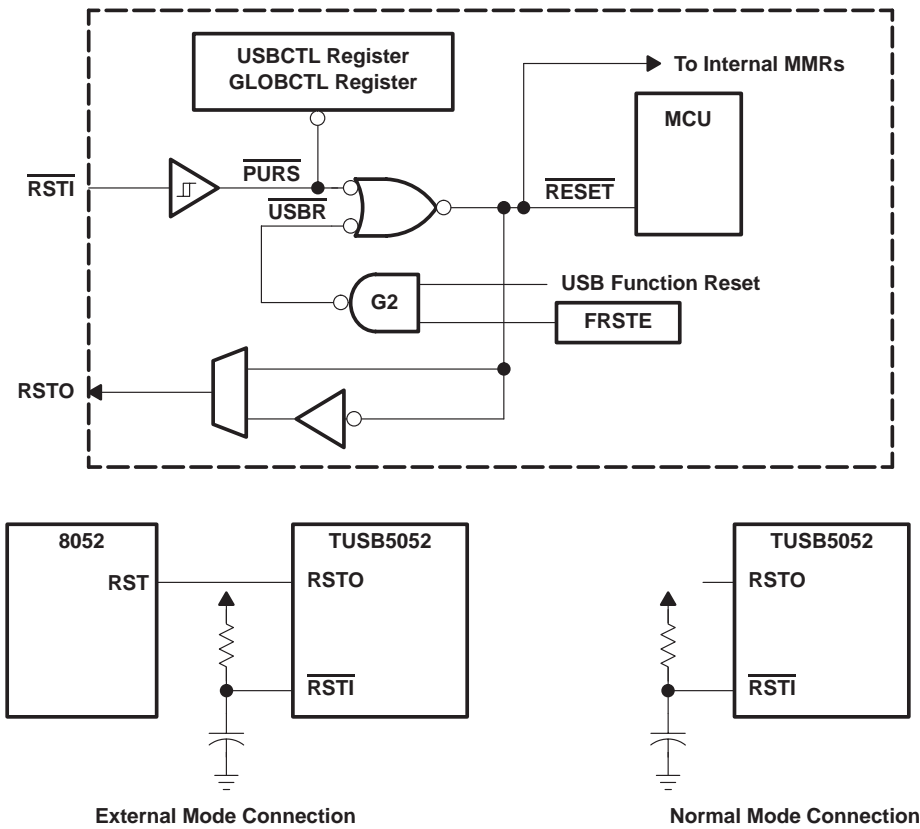 USBCTL Register
GLOBCTL Register
To Internal MMRs
MCU
RSTI
PURS
USBR
RESET
G2
USB Function Reset
FRSTE
RSTO
8052
RST
TUSB5052
RSTO
RSTI
TUSB5052
RSTO
RSTI
External Mode Connection
Normal Mode Connection